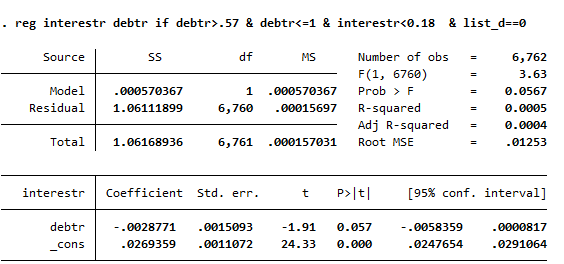 . reg interestr debtr if debtr>.57 & debtr<=1 & interestr<0.18  & list_d==0
Source SS df MS Number of obs = 6,762
F(1, 6760) = 3.63
Model .000570367 1 .000570367 Prob > F = 0.0567
Residual 1.06111899 6,760 .00015697 R-squared = 0.0005
Adj R-squared = 0.0004
Total 1.06168936 6,761 .000157031 Root MSE = .01253
interestr Coefficient Std. err. t P>|t| [95% conf. interval]
debtr -.0028771 .0015093 -1.91 0.057 -.0058359 .0000817
_cons .0269359 .0011072 24.33 0.000 .0247654 .0291064